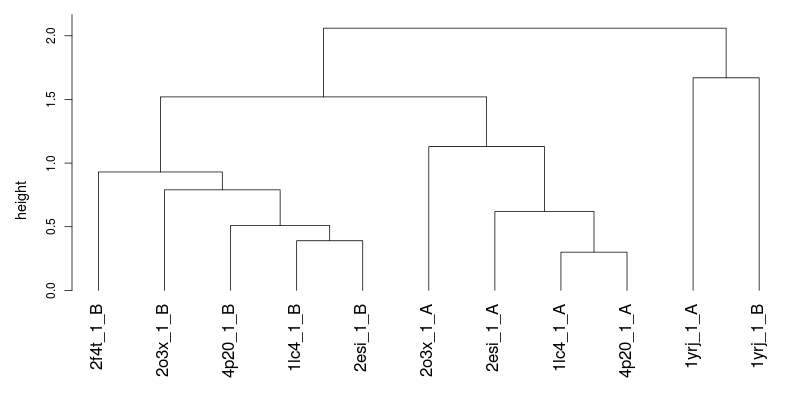 height
2.0
1.5
1.0
0.5
0.0
2f4t_1_B
2o3x_1_B
4p20_1_B
1lc4_1_B
2esi_1_B
2o3x_1_A
2esi_1_A
1lc4_1_A
4p20_1_A
1yrj_1_A
1yrj_1_B